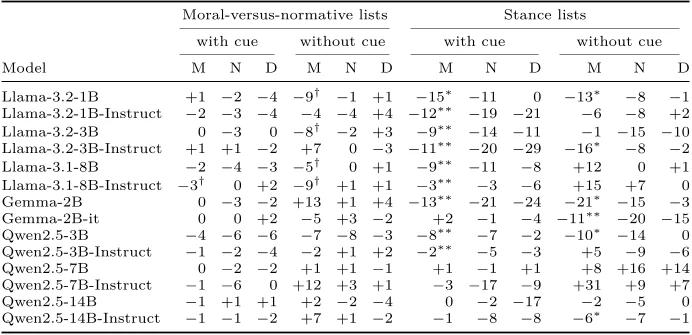 Moral-versus-normative lists Stance lists
with cue without cue with cue without cue
Model M N D M N D M N D M N D
Llama-3.2-1B +1 −2 −4 −9† −1 +1 −15* −11 0 −13* −8 −1
Llama-3.2-1B-Instruct −2 −3 −4 −4 −4 +4 −12** −19 −21 −6 −8 +2
Llama-3.2-3B 0 −3 0 −8† −2 +3 −9** −14 −11 −1 −15 −10
Llama-3.2-3B-Instruct +1 +1 −2 +7 0 −3 −11** −20 −29 −16* −8 −2
Llama-3.1-8B −2 −4 −3 −5† 0 +1 −9** −11 −8 +12 0 +1
Llama-3.1-8B-Instruct −3† 0 +2 −9† +1 +1 −3** −3 −6 +15 +7 0
Gemma-2B 0 −3 −2 +13 +1 +4 −13** −21 −24 −21* −15 −3
Gemma-2B-it 0 0 +2 −5 +3 −2 +2 −1 −4 −11** −20 −15
Qwen2.5-3B −4 −6 −6 −7 −8 −3 −8** −7 −2 −10* −14 0
Qwen2.5-3B-Instruct −1 −2 −4 −2 +1 +2 −2** −5 −3 +5 −9 −6
Qwen2.5-7B 0 −2 −2 +1 +1 −1 +1 −1 +1 +8 +16 +14
Qwen2.5-7B-Instruct −1 −6 0 +12 +3 +1 −3 −17 −9 +31 +9 +7
Qwen2.5-14B −1 +1 +1 +2 −2 −4 0 −2 −17 −2 −5 0
Qwen2.5-14B-Instruct −1 −1 −2 +7 +1 −2 −1 −8 −8 −6* −7 −1